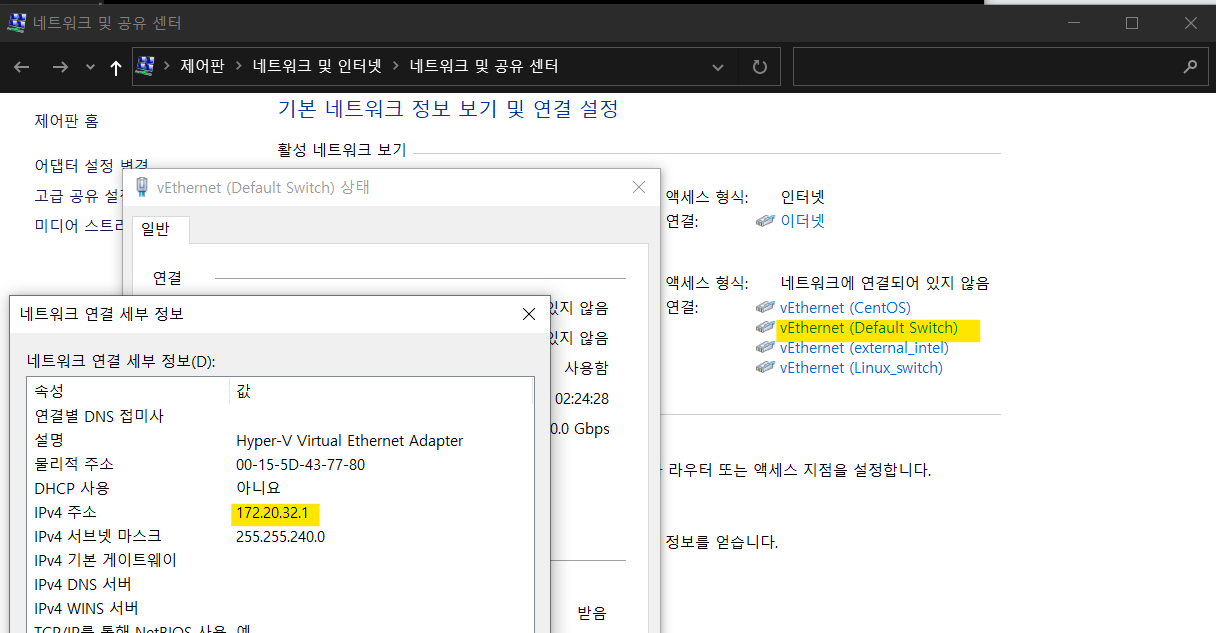 네트워크 및 공유 센터
제어판 > 네트워크 및 인터넷 > 네트워크 및 공유 센터
제어판 홈
어댑터 설정 변경
고급 공유
미디어
기본 네트워크 정보 보기 및 연결 설정
활성 네트워크 보기
액세스 형식: 인터넷
연결: 이더넷
액세스 형식: 네트워크에 연결되어 있지 않음
연결: vEthernet (CentOS)
vEthernet (Default Switch)
vEthernet (external_intel)
vEthernet (Linux_switch)
라우터 또는 액세스 지점을 설정합니다.
정보를 얻습니다.
vEthernet (Default Switch) 상태
일반
연결
있지 않음
있지 않음
사용함
02:24:28
0.0 Gbps
받음
네트워크 연결 세부 정보
네트워크 연결 세부 정보(D):
속성 값
연결별 DNS 접미사
설명 Hyper-V Virtual Ethernet Adapter
물리적 주소 00-15-5D-43-77-80
DHCP 사용 아니요
IPv4 주소 172.20.32.1
IPv4 서브넷 마스크 255.255.240.0
IPv4 기본 게이트웨이
IPv4 DNS 서버
IPv4 WINS 서버
TCP/IP를 통해 NetBIOS 사용 예